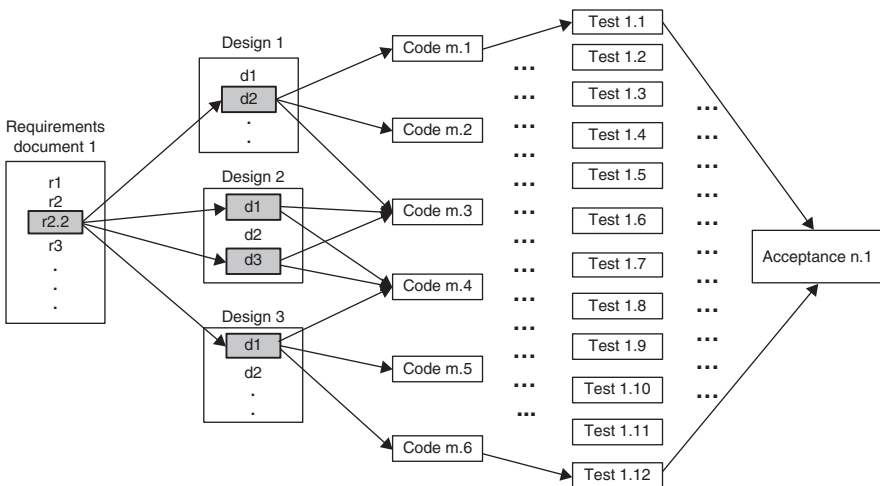 Requirements
document 1
r1
r2
r2.2
r3
.
.
.
Design 1
d1
d2
.
.
Design 2
d1
d2
d3
Design 3
d1
d2
.
.
Code m.1
Code m.2
Code m.3
Code m.4
Code m.5
Code m.6
...
...
...
...
...
...
...
...
...
...
...
...
...
Test 1.1
Test 1.2
Test 1.3
Test 1.4
Test 1.5
Test 1.6
Test 1.7
Test 1.8
Test 1.9
Test 1.10
Test 1.11
Test 1.12
...
...
...
...
...
...
...
...
...
...
...
Acceptance n.1